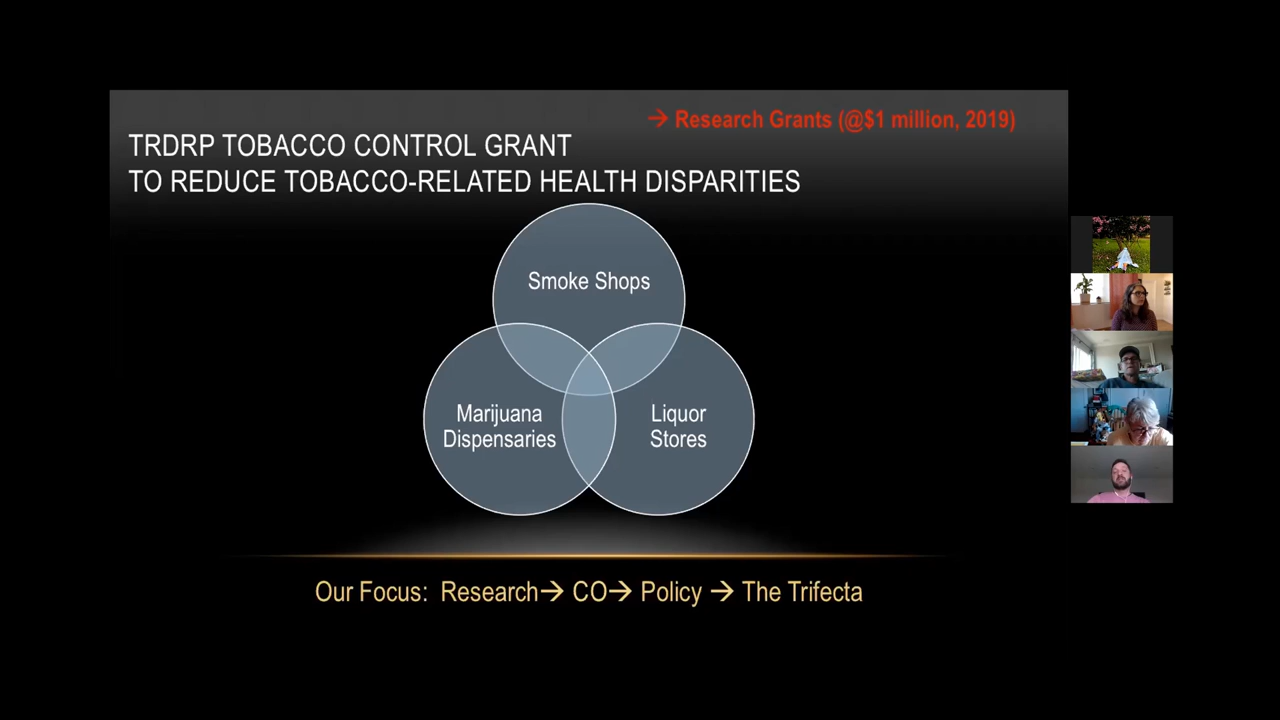 → Research Grants (@$1 million, 2019)
TRDRP TOBACCO CONTROL GRANT
TO REDUCE TOBACCO-RELATED HEALTH DISPARITIES
Smoke Shops
Marijuana
Dispensaries
Liquor
Stores
Our Focus: Research→ CO→ Policy → The Trifecta